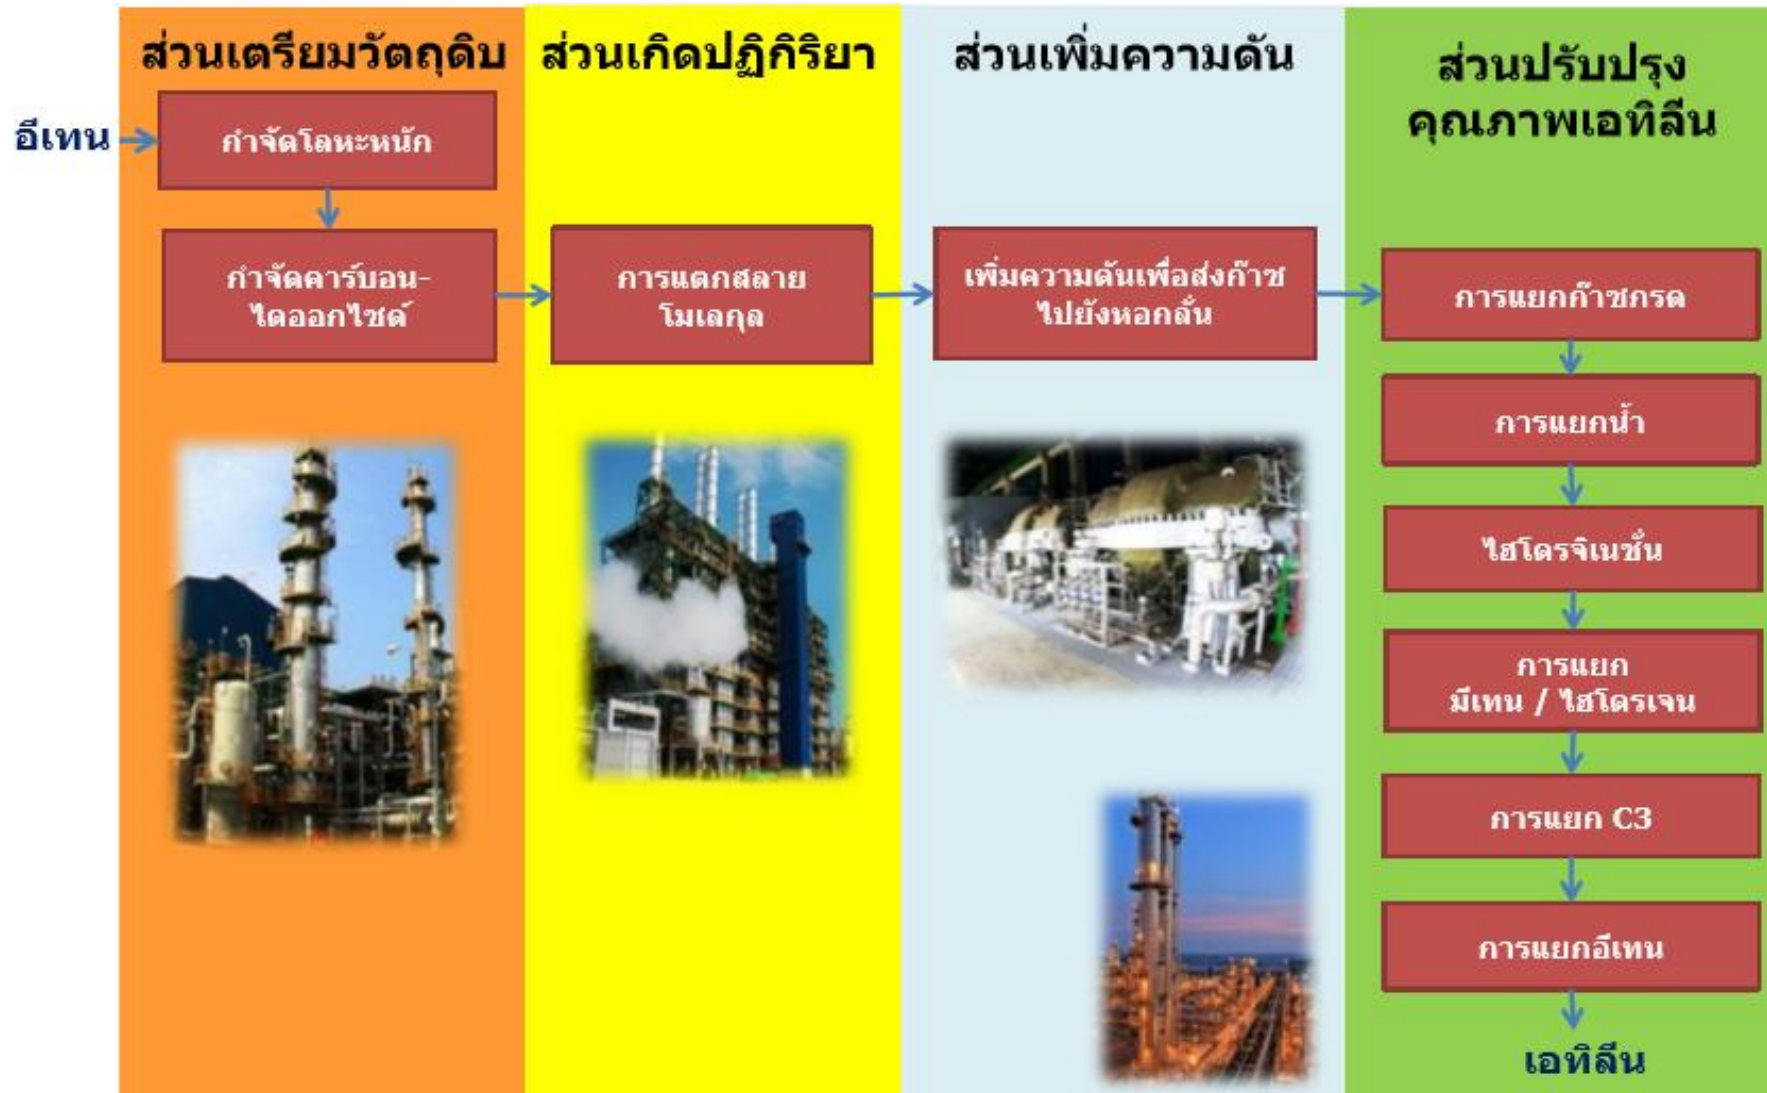 ส่วนเตรียมวัตถุดิบ
อีเทน
กำจัดโลหะหนัก
กำจัดคาร์บอน-
ไดออกไซด์
ส่วนเกิดปฏิกิริยา
การแตกสลาย
โมเลกุล
ส่วนเพิ่มความดัน
เพิ่มความดันเพื่อส่งก๊าซ
ไปยังหอกลั่น
ส่วนปรับปรุง
คุณภาพเอทิลีน
การแยกก๊าซกรด
การแยกน้ำ
ไฮโดรจิเนชั่น
การแยก
มีเทน / ไฮโดรเจน
การแยก C3
การแยกอีเทน
เอทิลีน